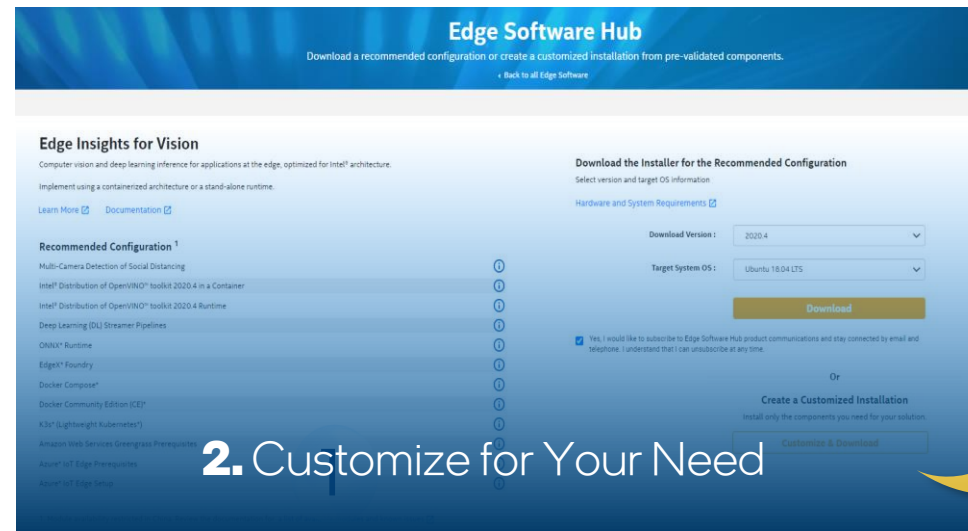 Edge Software Hub
Download a recommended configuration or create a customized installation from pre-validated components.
‹ Back to all Edge Software
Edge Insights for Vision
Computer vision and deep learning inference for applications at the edge, optimized for Intel® architecture.
Implement using a containerized architecture or a stand-alone runtime.
Learn More Documentation
Recommended Configuration 1
Multi-Camera Detection of Social Distancing
Intel® Distribution of OpenVINO™ toolkit 2020.4 in a Container
Intel® Distribution of OpenVINO™ toolkit 2020.4 Runtime
Deep Learning (DL) Streamer Pipelines
ONNX* Runtime
EdgeX* Foundry
Docker Compose*
Docker Community Edition (CE)*
K3s* (Lightweight Kubernetes*)
Amazon Web Services Greengrass Prerequisites
Azure* IoT Edge Prerequisites
Azure* IoT Edge Setup
Download the Installer for the Recommended Configuration
Select version and target OS information
Hardware and System Requirements
Download Version : 2020.4
Target System OS : Ubuntu 18.04 LTS
Download
Yes, I would like to subscribe to Edge Software Hub product communications and stay connected by email and
telephone. I understand that I can unsubscribe at any time.
Or
Create a Customized Installation
Install only the components you need for your solution.
Customize & Download
2. Customize for Your Need